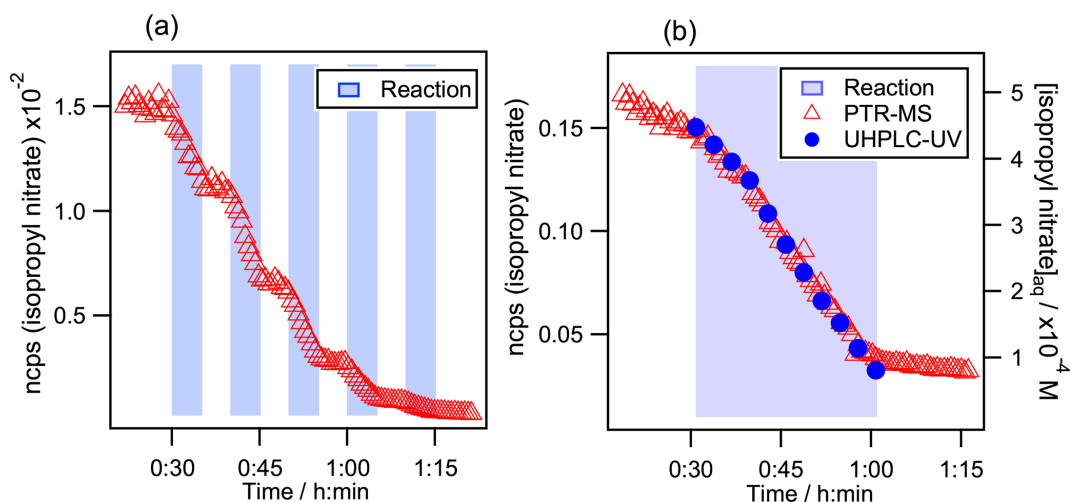 (a)
ncps (isopropyl nitrate) x10-2
1.5
1.0
0.5
Reaction
0:30 0:45 1:00 1:15
Time / h:min
(b)
ncps (isopropyl nitrate)
0.15
0.10
0.05
Reaction
PTR-MS
UHPLC-UV
5
4
3
2
1
[isopropyl nitrate]aq / x10-4 M
0:30 0:45 1:00 1:15
Time / h:min